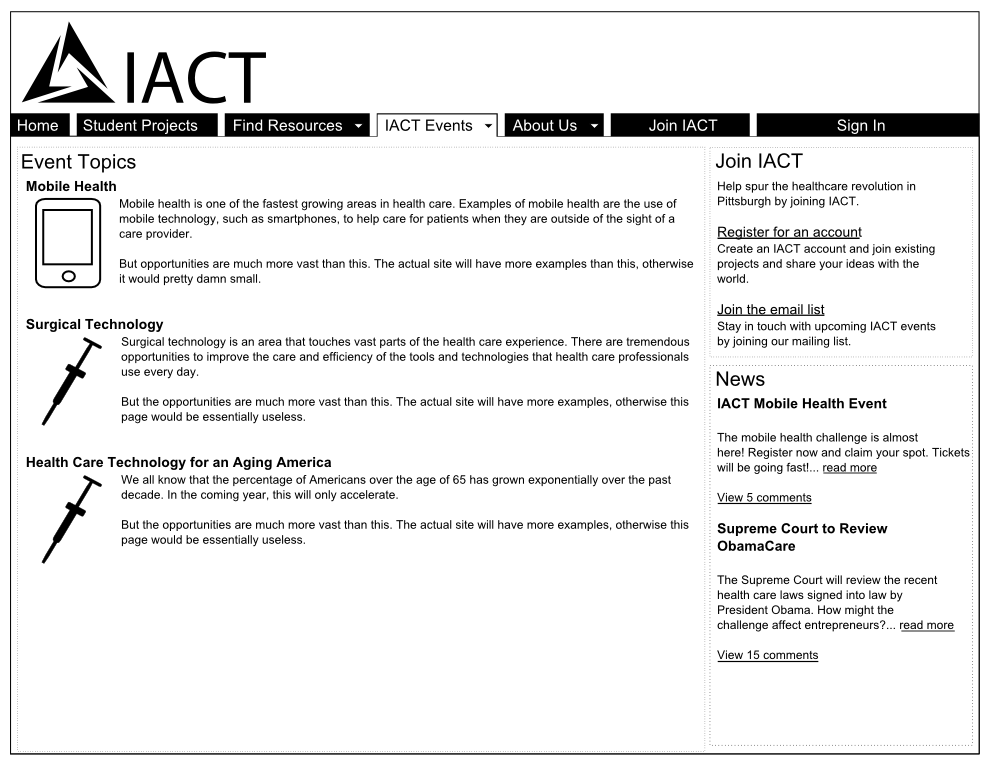 IACT
Home Student Projects Find Resources IACT Events About Us Join IACT Sign In
Event Topics
Mobile Health
Mobile health is one of the fastest growing areas in health care. Examples of mobile health are the use of
mobile technology, such as smartphones, to help care for patients when they are outside of the sight of a
care provider.
But opportunities are much more vast than this. The actual site will have more examples than this, otherwise
it would pretty damn small.
Surgical Technology
Surgical technology is an area that touches vast parts of the health care experience. There are tremendous
opportunities to improve the care and efficiency of the tools and technologies that health care professionals
use every day.
But the opportunities are much more vast than this. The actual site will have more examples, otherwise this
page would be essentially useless.
Health Care Technology for an Aging America
We all know that the percentage of Americans over the age of 65 has grown exponentially over the past
decade. In the coming year, this will only accelerate.
But the opportunities are much more vast than this. The actual site will have more examples, otherwise this
page would be essentially useless.
Join IACT
Help spur the healthcare revolution in
Pittsburgh by joining IACT.
Register for an account
Create an IACT account and join existing
projects and share your ideas with the
world.
Join the email list
Stay in touch with upcoming IACT events
by joining our mailing list.
News
IACT Mobile Health Event
The mobile health challenge is almost
here! Register now and claim your spot. Tickets
will be going fast!... read more
View 5 comments
Supreme Court to Review
ObamaCare
The Supreme Court will review the recent
health care laws signed into law by
President Obama. How might the
challenge affect entrepreneurs?... read more
View 15 comments